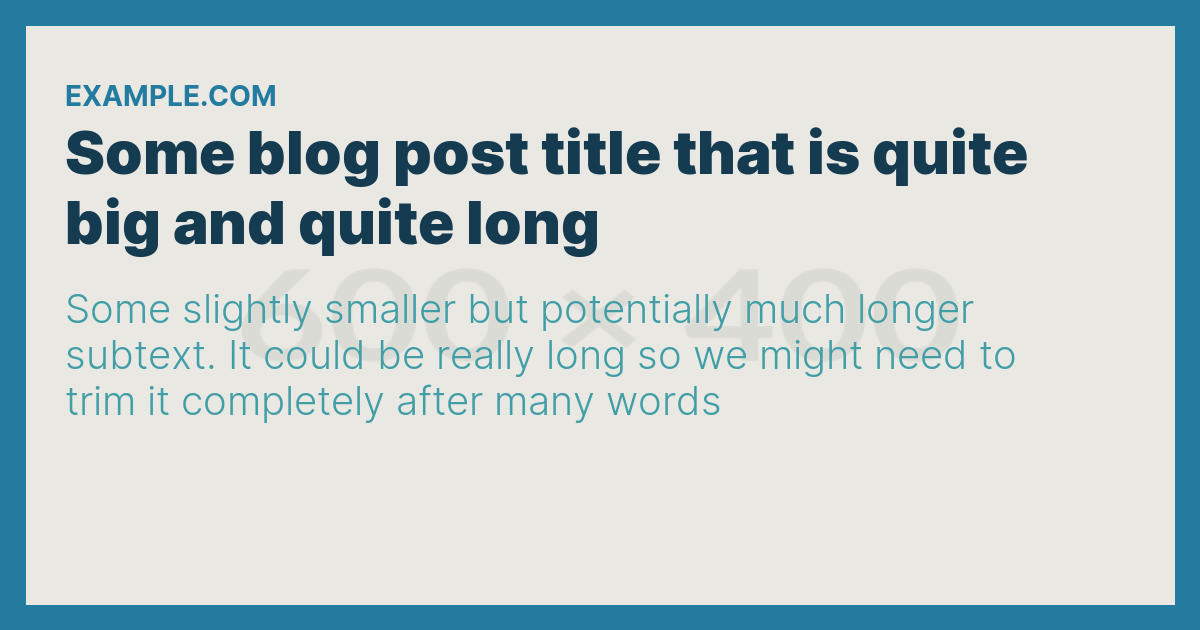 EXAMPLE.COM
Some blog post title that is quite
big and quite long
600 × 400
Some slightly smaller but potentially much longer
subtext. It could be really long so we might need to
trim it completely after many words